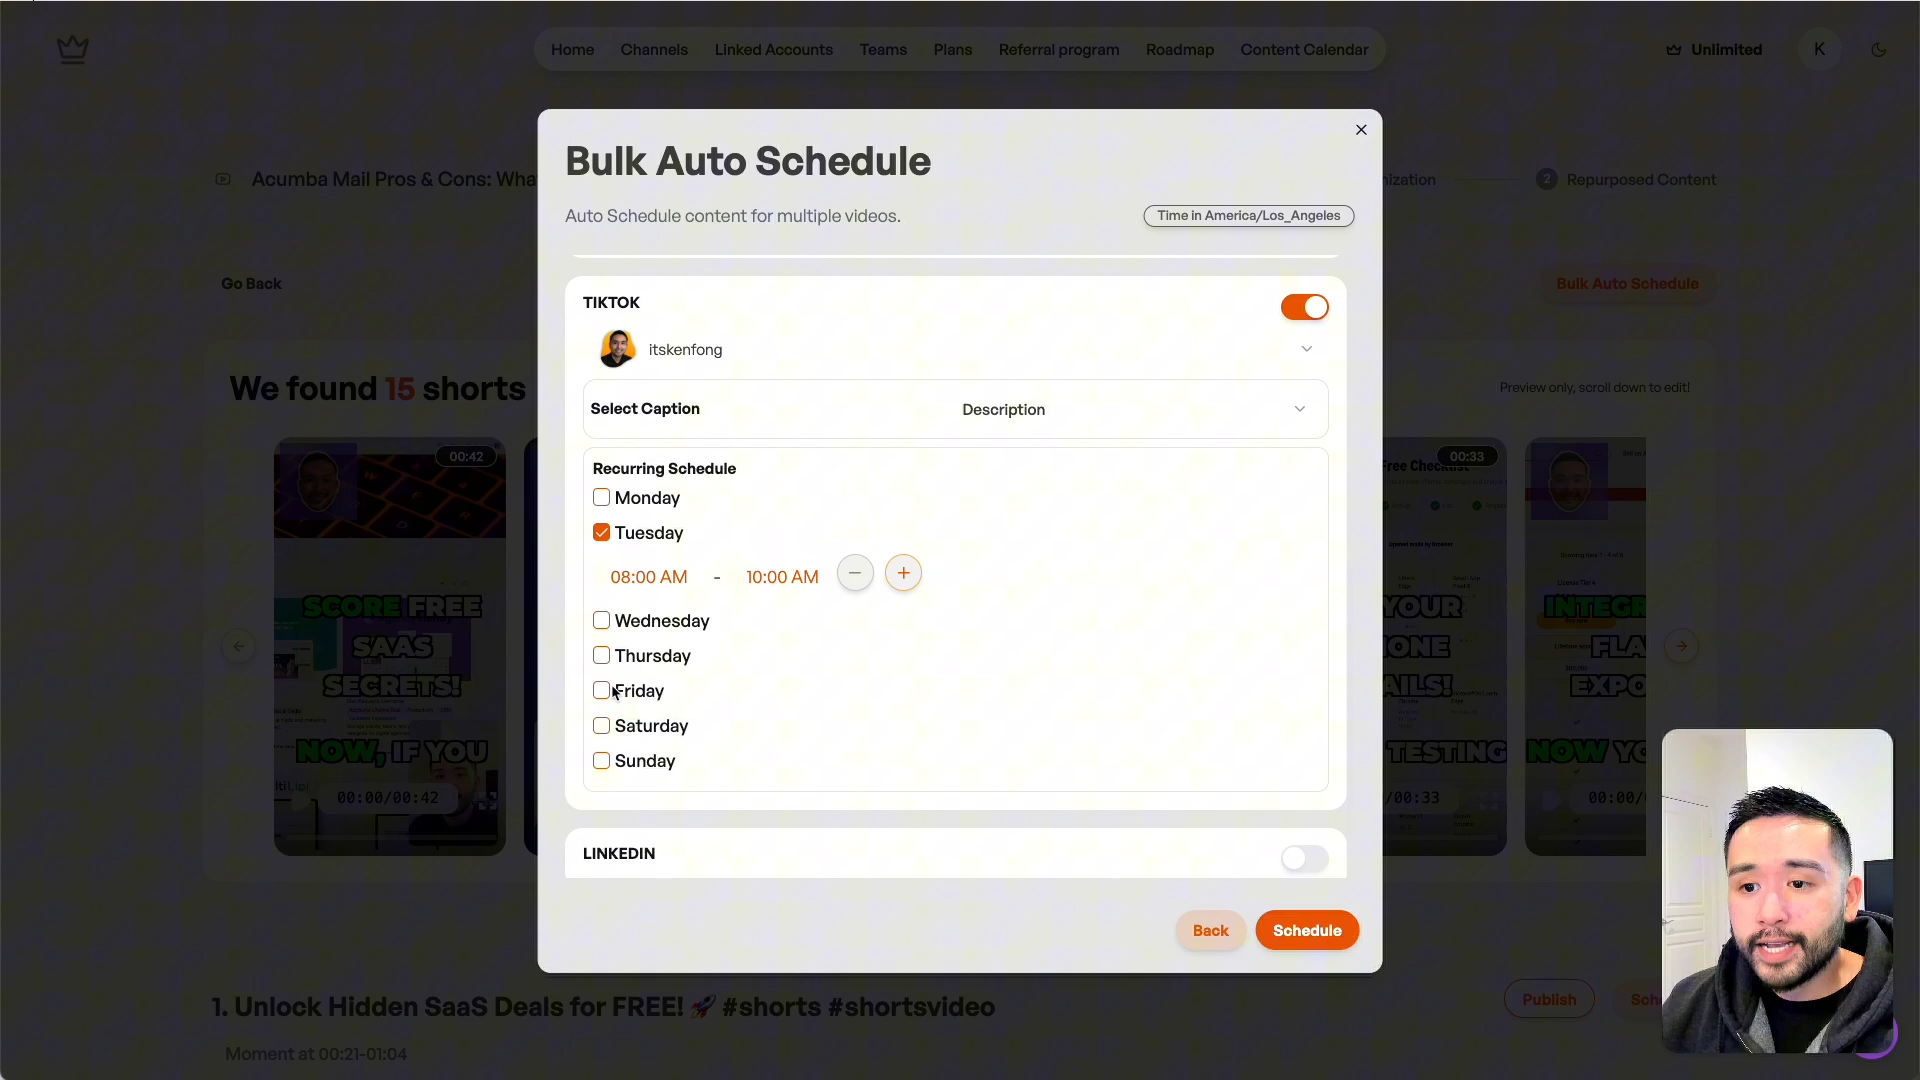 Home Channels Linked Accounts Teams Plans Referral program Roadmap Content Calendar
Unlimited
K
Bulk Auto Schedule
Acumba Mail Pros & Cons: Wha
2 Repurposed Content
Auto Schedule content for multiple videos.
Time in America/Los_Angeles
Go Back
Bulk Auto Schedule
TIKTOK
itskenfong
We found 15 shorts
Preview only, scroll down to edit!
Select Caption
Description
00:42
00:33
Recurring Schedule
Monday
Tuesday
08:00 AM - 10:00 AM
Wednesday
Thursday
Friday
Saturday
Sunday
SCORE FREE
SAAS
SECRETS!
NOW, IF YOU
00:00/00:42
TESTING
/00:33
EXPO
LINKEDIN
Back
Schedule
1. Unlock Hidden SaaS Deals for FREE! 🚀 #shorts #shortsvideo
Publish
Moment at 00:21-01:04